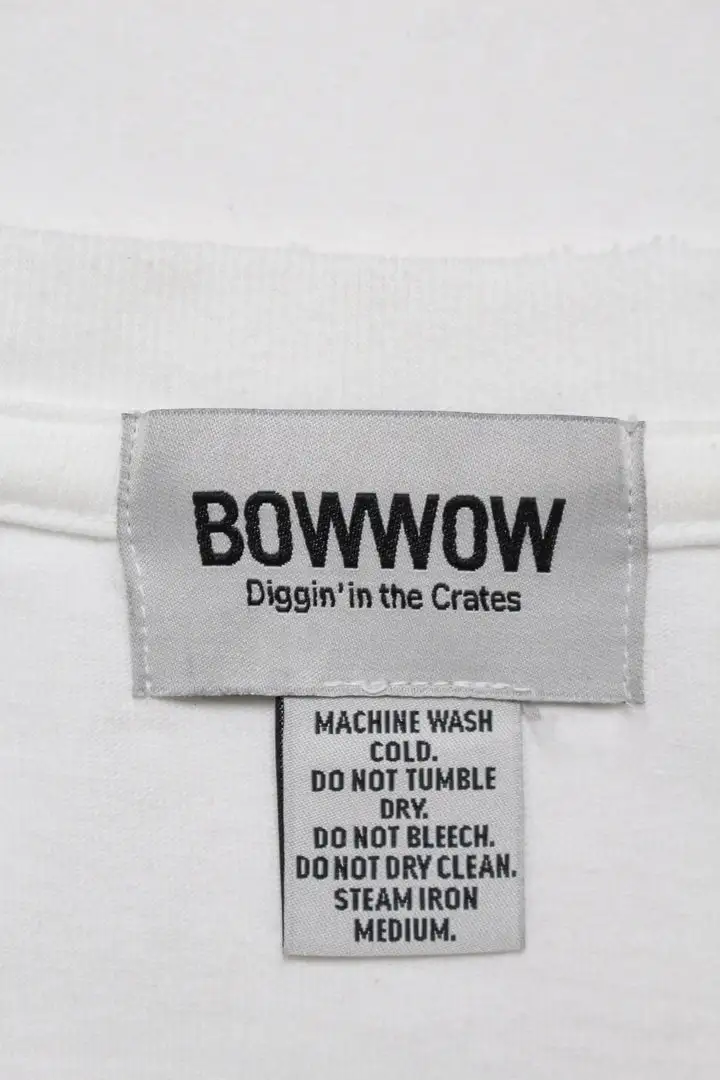 BOWWOW
Diggin' in the Crates
MACHINE WASH
COLD.
DO NOT TUMBLE
DRY.
DO NOT BLEECH.
DO NOT DRY CLEAN.
STEAM IRON
MEDIUM.